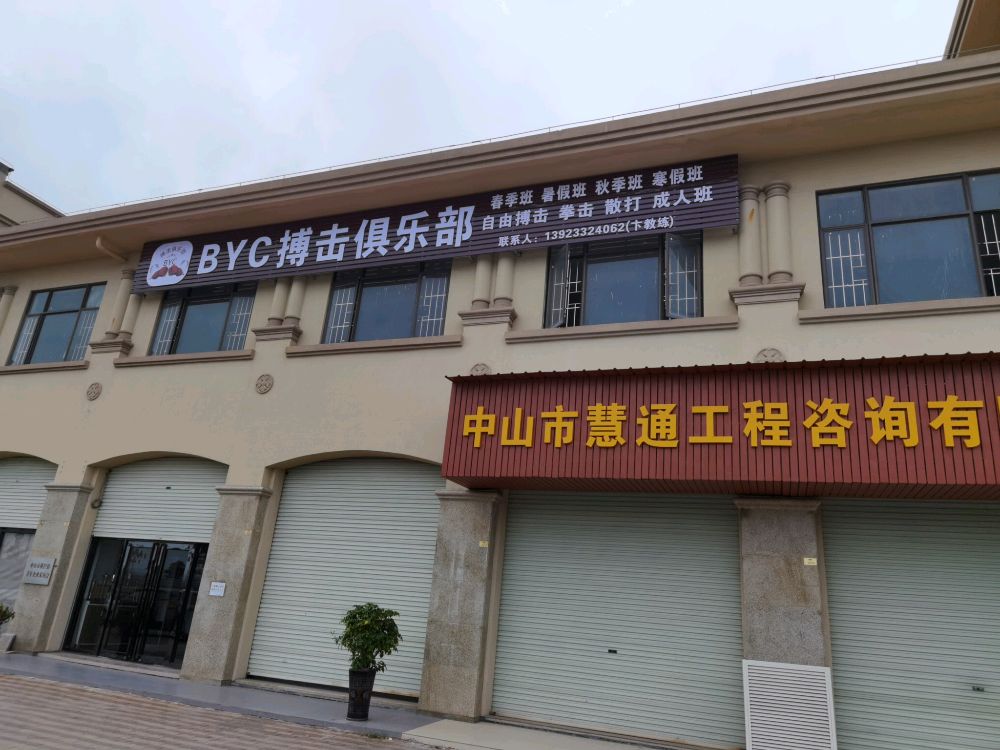 春季班 暑假班 秋季班 寒假班
BYC搏击俱乐部
自由搏击 拳击 散打 成人班
联系人：13923324062(卞教练)
BYC
中山市慧通工程咨询有